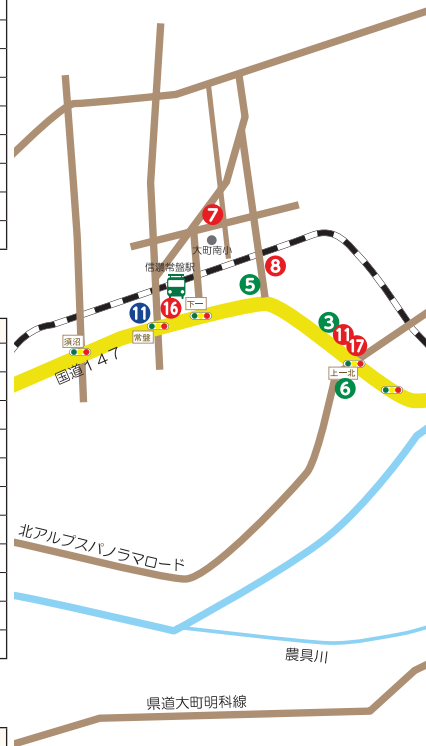 7
大町南小
8
信濃常盤駅
5
11
16
下一
3
11
17
常盤
須沼
国道147
上一北
6
北アルプスパノラマロード
農具川
県道大町明科線